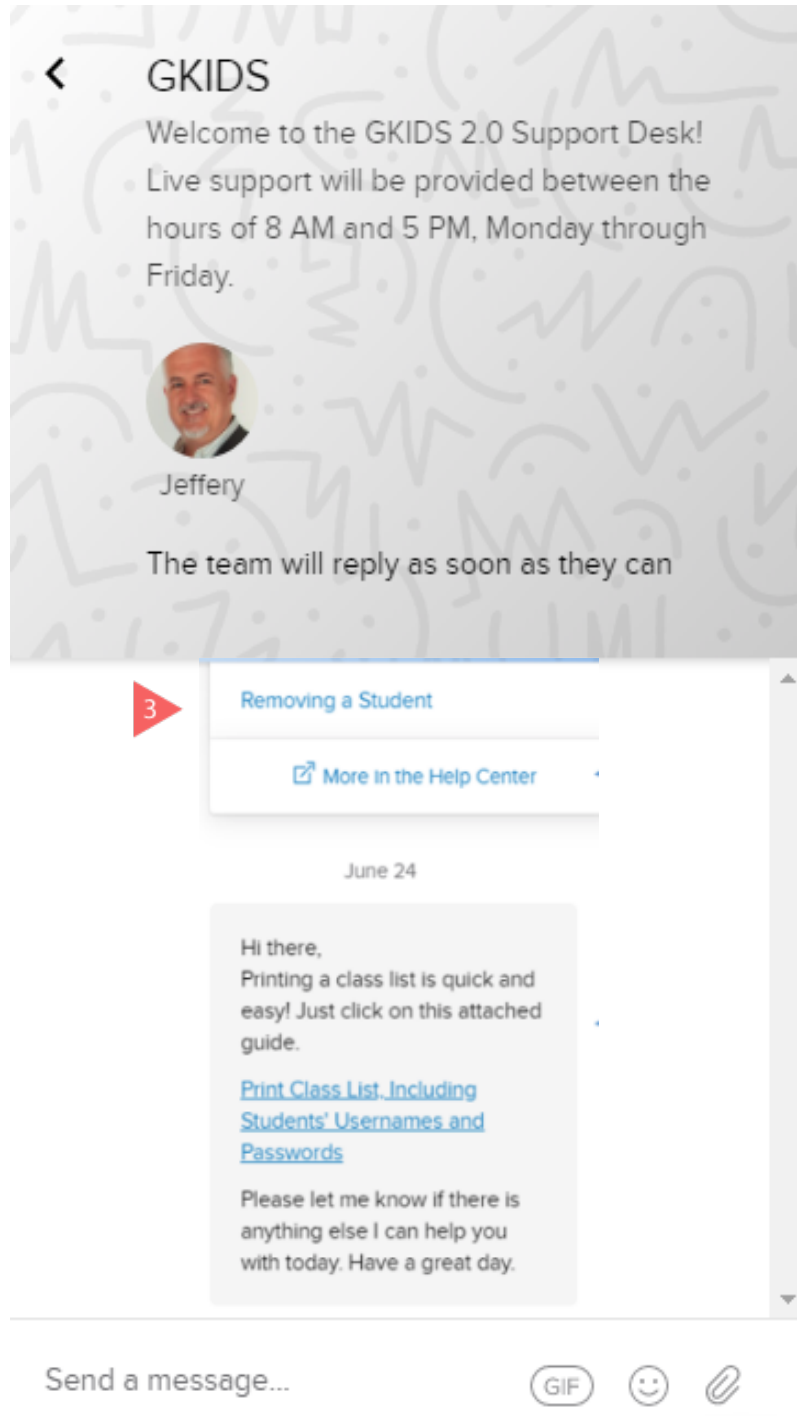 GKIDS
Welcome to the GKIDS 2.0 Support Desk!
Live support will be provided between the
hours of 8 AM and 5 PM, Monday through
Friday.
Jeffery
The team will reply as soon as they can
3
Removing a Student
More in the Help Center
June 24
Hi there,
Printing a class list is quick and
easy! Just click on this attached
guide.
Print Class List, Including
Students' Usernames and
Passwords
Please let me know if there is
anything else I can help you
with today. Have a great day.
Send a message...
GIF